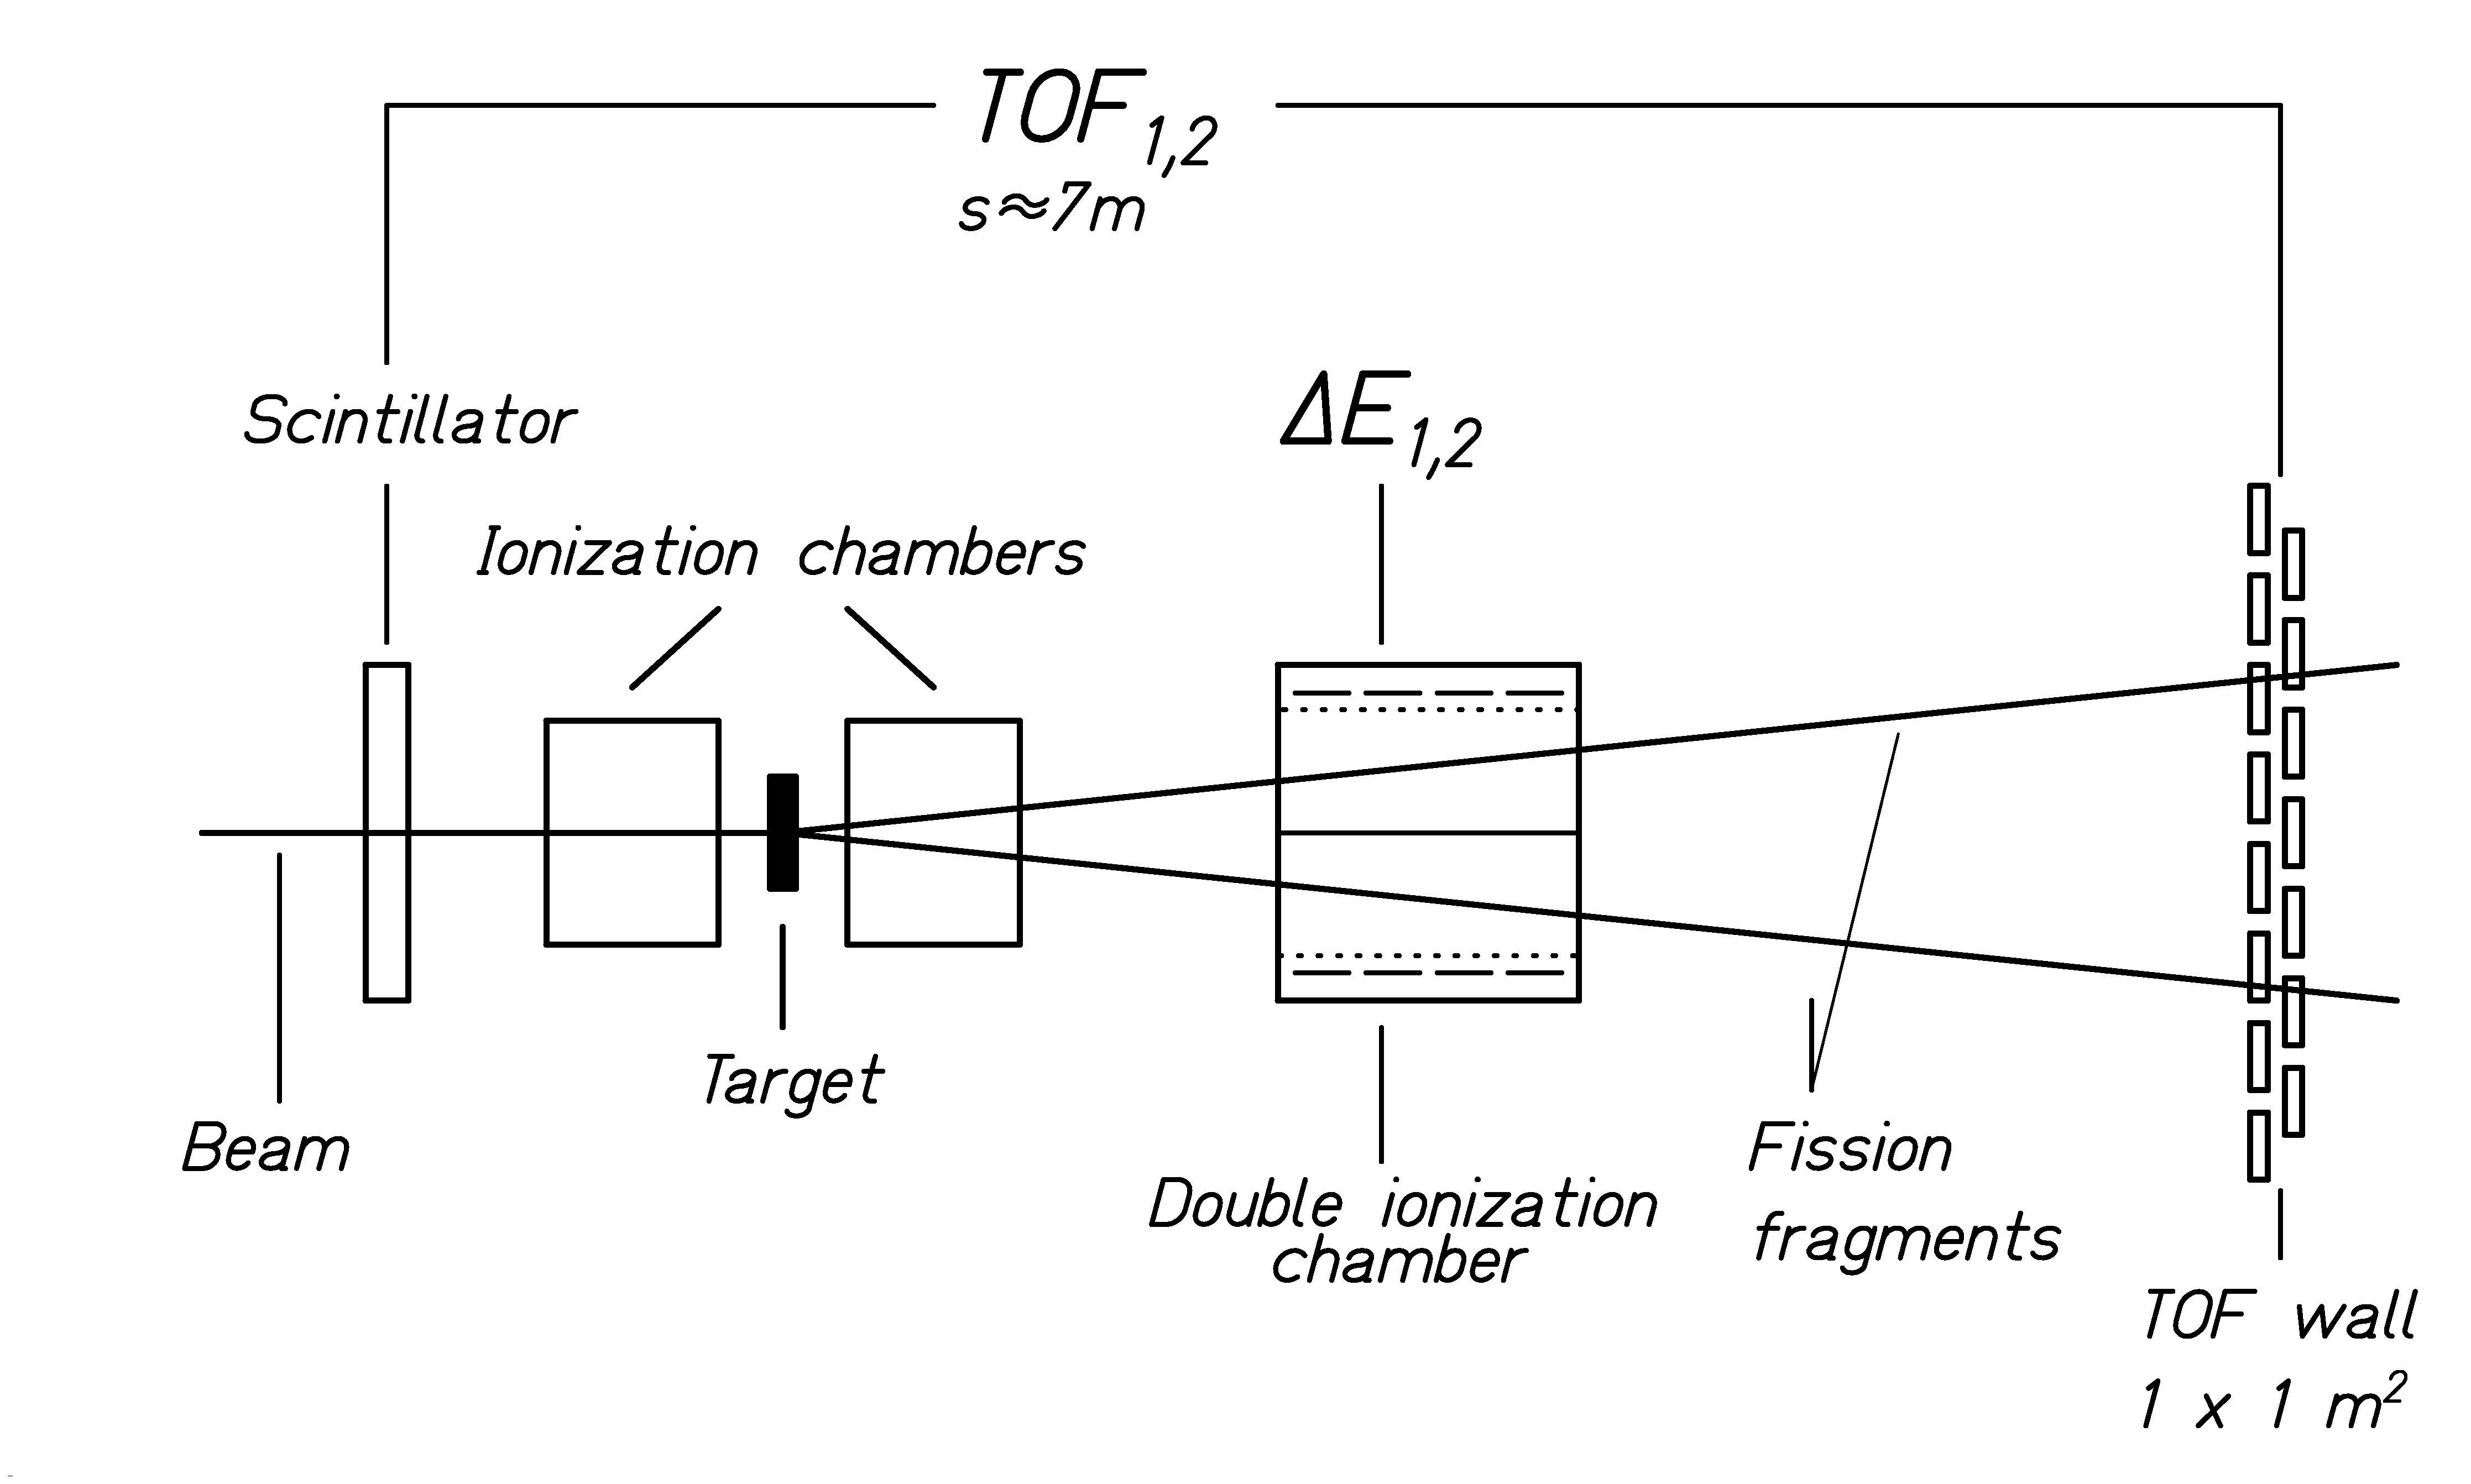 TOF1,2
s≈7m
Scintillator
ΔE1,2
Ionization chambers
Target
Beam
Fission
fragments
Double ionization
chamber
TOF wall
1 x 1 m²